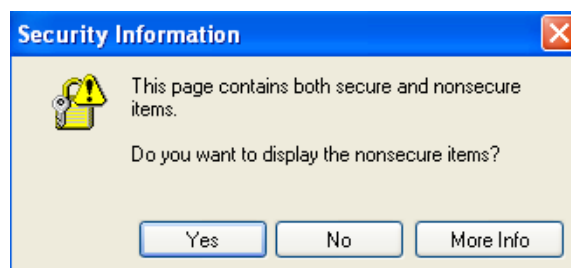 Security Information
This page contains both secure and nonsecure
items.
Do you want to display the nonsecure items?
Yes No More Info